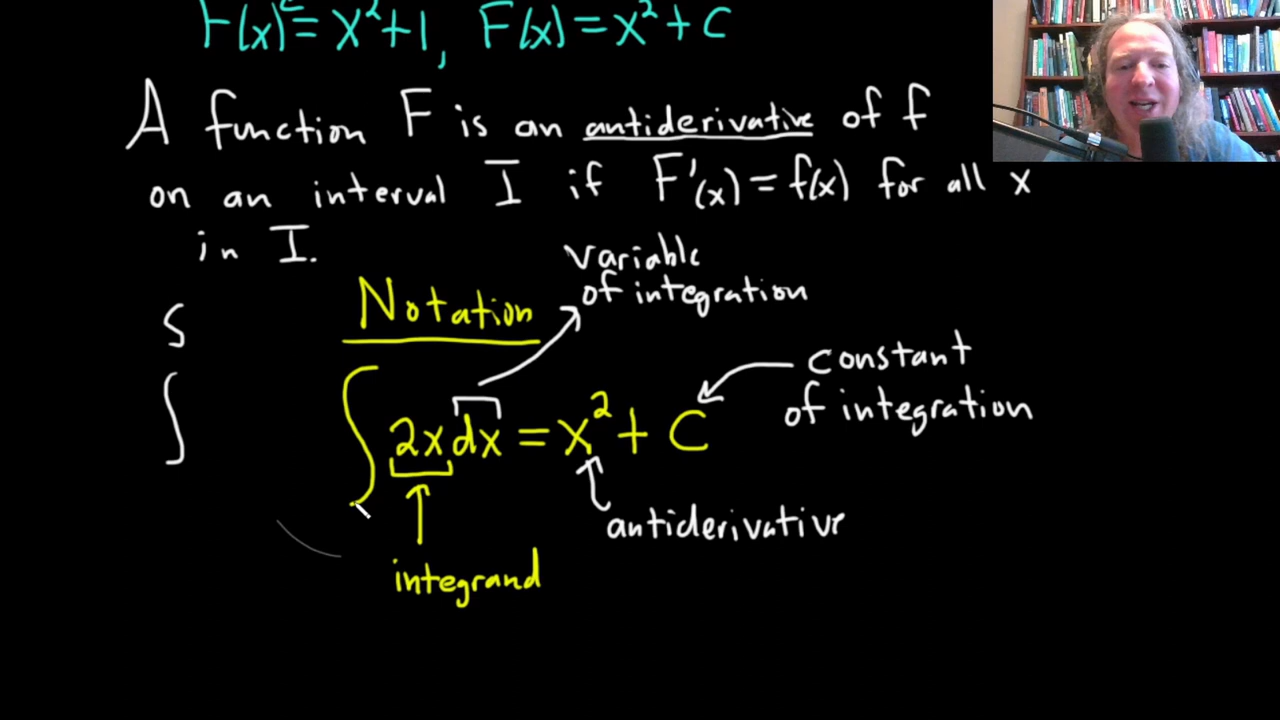 F(x) = x²+1, F(x) = x² + C
A function F is an antiderivative of f
on an interval I if F'(x) = f(x) for all x
in I.
variable
of integration
S
Notation
constant
of integration
∫
∫ 2x dx = x² + C
antiderivative
integrand